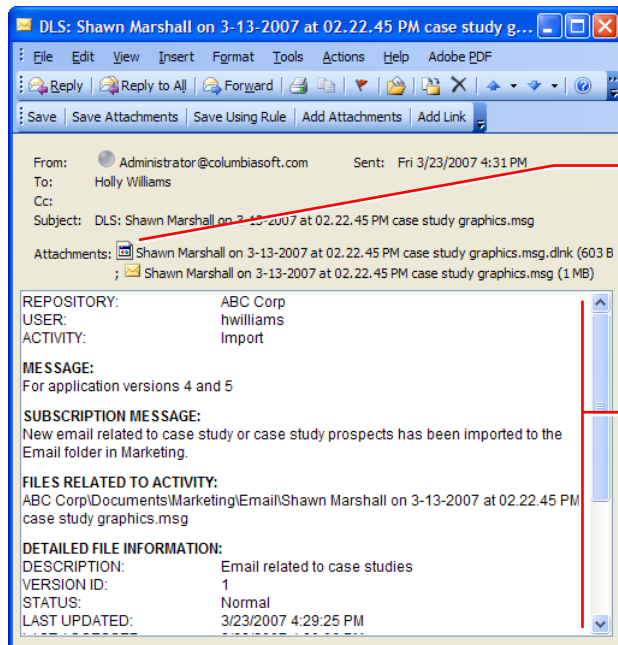 DLS: Shawn Marshall on 3-13-2007 at 02.22.45 PM case study g...
File Edit View Insert Format Tools Actions Help Adobe PDF
Reply Reply to All Forward
Save Save Attachments Save Using Rule Add Attachments Add Link
From: Administrator@columbiasoft.com Sent: Fri 3/23/2007 4:31 PM
To: Holly Williams
Cc:
Subject: DLS: Shawn Marshall on 3-13-2007 at 02.22.45 PM case study graphics.msg
Attachments: Shawn Marshall on 3-13-2007 at 02.22.45 PM case study graphics.msg.dlnk (603 B
; Shawn Marshall on 3-13-2007 at 02.22.45 PM case study graphics.msg (1 MB)
REPOSITORY: ABC Corp
USER: hwilliams
ACTIVITY: Import
MESSAGE:
For application versions 4 and 5
SUBSCRIPTION MESSAGE:
New email related to case study or case study prospects has been imported to the
Email folder in Marketing.
FILES RELATED TO ACTIVITY:
ABC Corp\Documents\Marketing\Email\Shawn Marshall on 3-13-2007 at 02.22.45 PM
case study graphics.msg
DETAILED FILE INFORMATION:
DESCRIPTION: Email related to case studies
VERSION ID: 1
STATUS: Normal
LAST UPDATED: 3/23/2007 4:29:25 PM